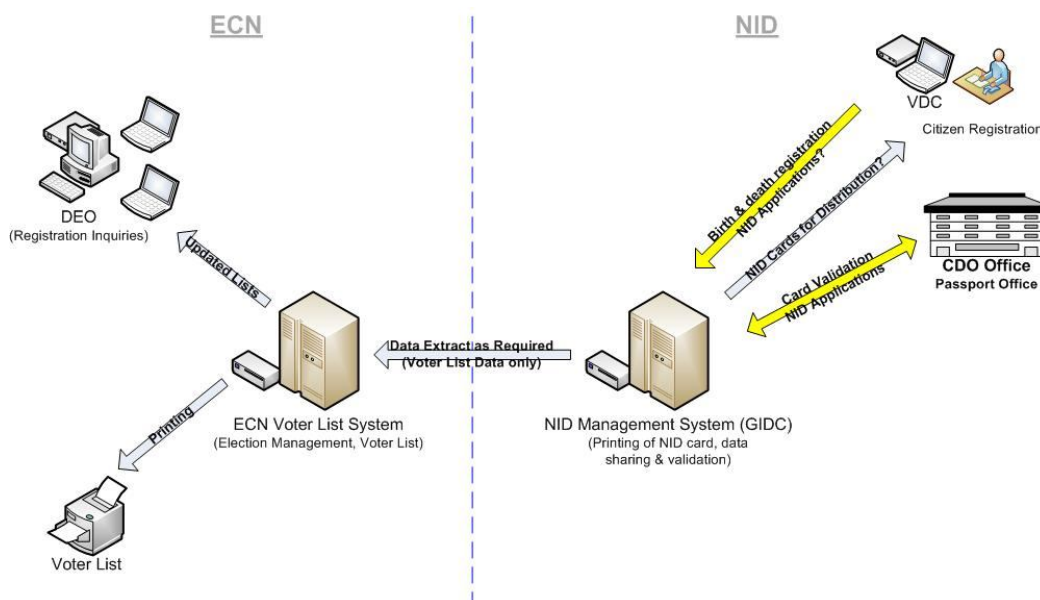 ECN
NID
VDC
Citizen Registration
DEO
(Registration Inquiries)
Birth & death registration
NID Applications?
NID Cards for Distribution?
CDO Office
Passport Office
Card Validation
NID Applications
Updated Lists
Data Extract as Required
(Voter List Data only)
ECN Voter List System
(Election Management, Voter List)
NID Management System (GIDC)
(Printing of NID card, data
sharing & validation)
Printing
Voter List